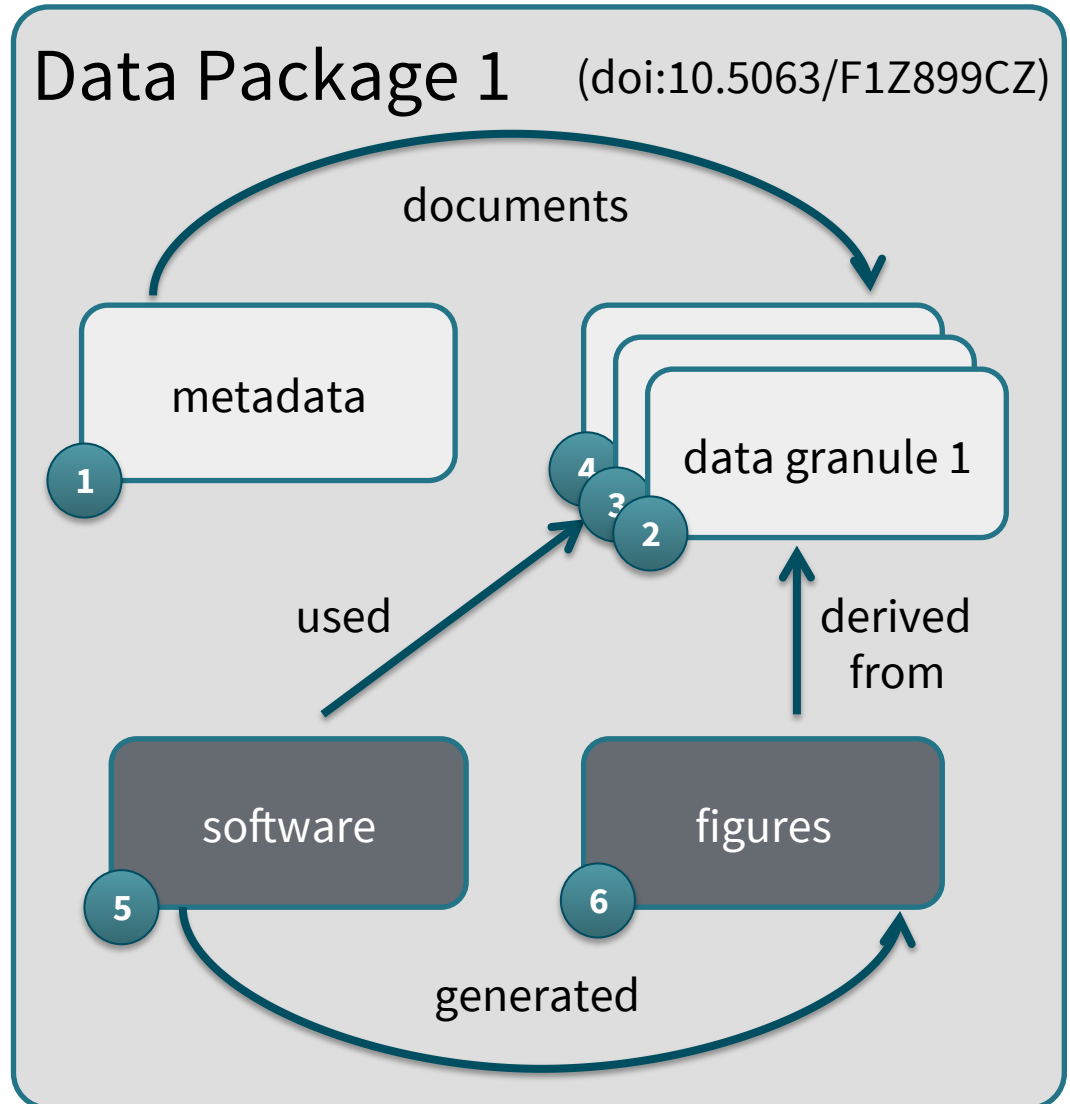 Data Package 1 (doi:10.5063/F1Z899CZ)
documents
metadata
1
data granule 1
4
3
2
used
derived
from
software
5
figures
6
generated